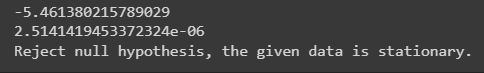 -5.461380215789029
2.5141419453372324e-06
Reject null hypothesis, the given data is stationary.